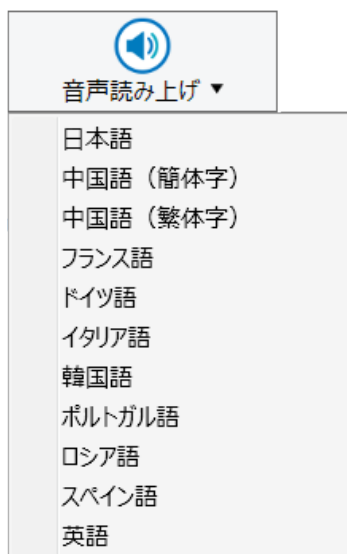 音声読み上げ ▼
日本語
中国語（簡体字）
中国語（繁体字）
フランス語
ドイツ語
イタリア語
韓国語
ポルトガル語
ロシア語
スペイン語
英語